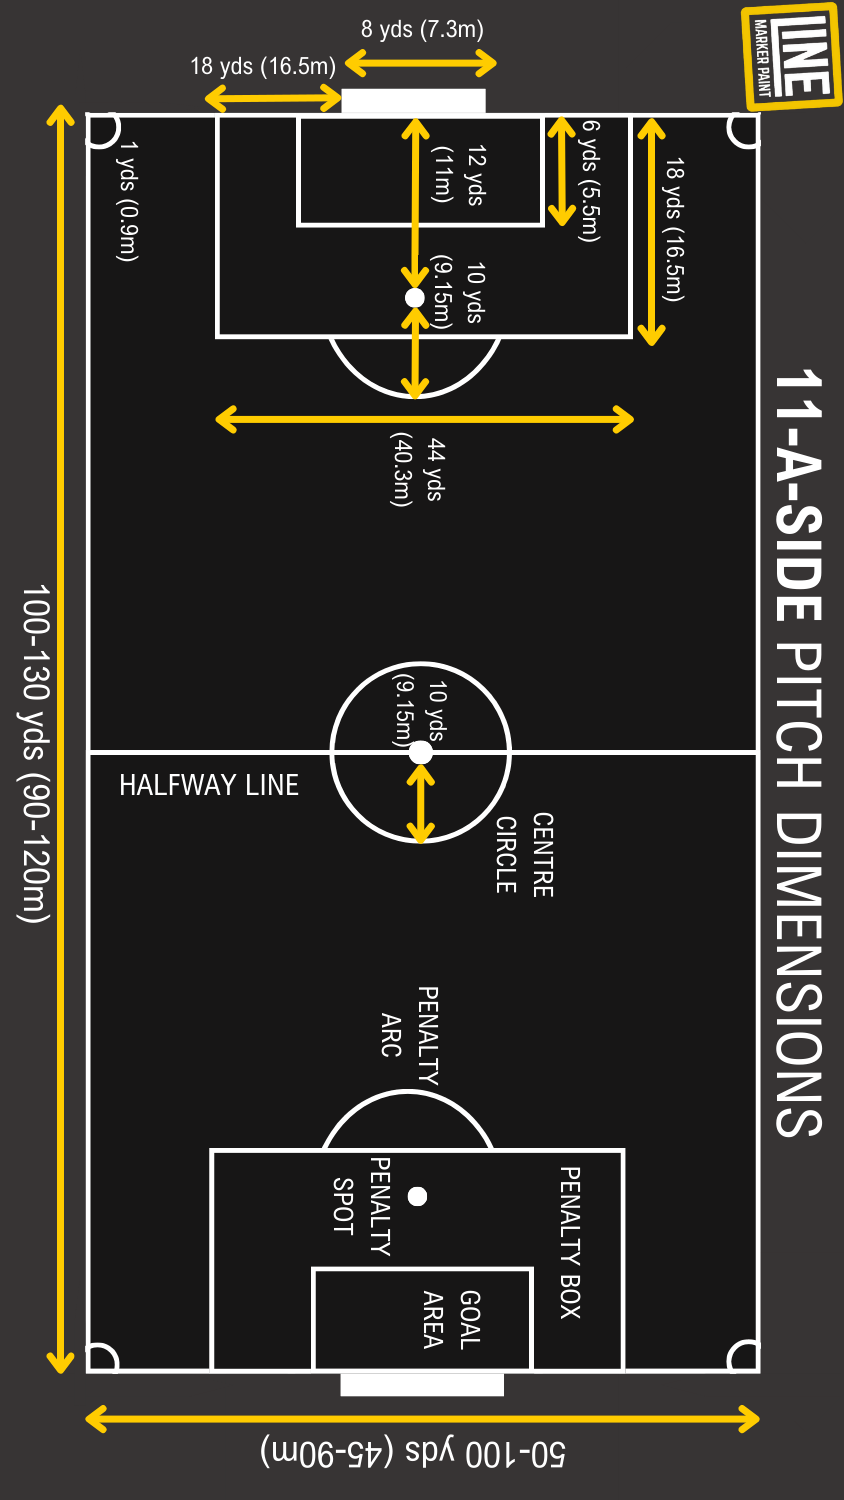 LINE
MARKER PAINT
11-A-SIDE PITCH DIMENSIONS
8 yds (7.3m)
18 yds (16.5m)
18 yds (16.5m)
6 yds (5.5m)
12 yds
(11m)
10 yds
(9.15m)
1 yds (0.9m)
44 yds
(40.3m)
10 yds
(9.15m)
HALFWAY LINE
CENTRE
CIRCLE
PENALTY
ARC
PENALTY
SPOT
PENALTY BOX
GOAL
AREA
100-130 yds (90-120m)
50-100 yds (45-90m)